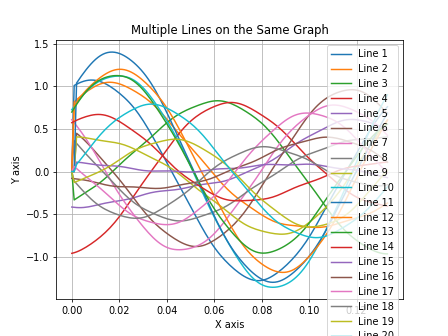 Multiple Lines on the Same Graph
1.5
1.0
0.5
0.0
−0.5
−1.0
Y axis
0.00
0.02
0.04
0.06
0.08
0.10
X axis
Line 1
Line 2
Line 3
Line 4
Line 5
Line 6
Line 7
Line 8
Line 9
Line 10
Line 11
Line 12
Line 13
Line 14
Line 15
Line 16
Line 17
Line 18
Line 19
Line 20